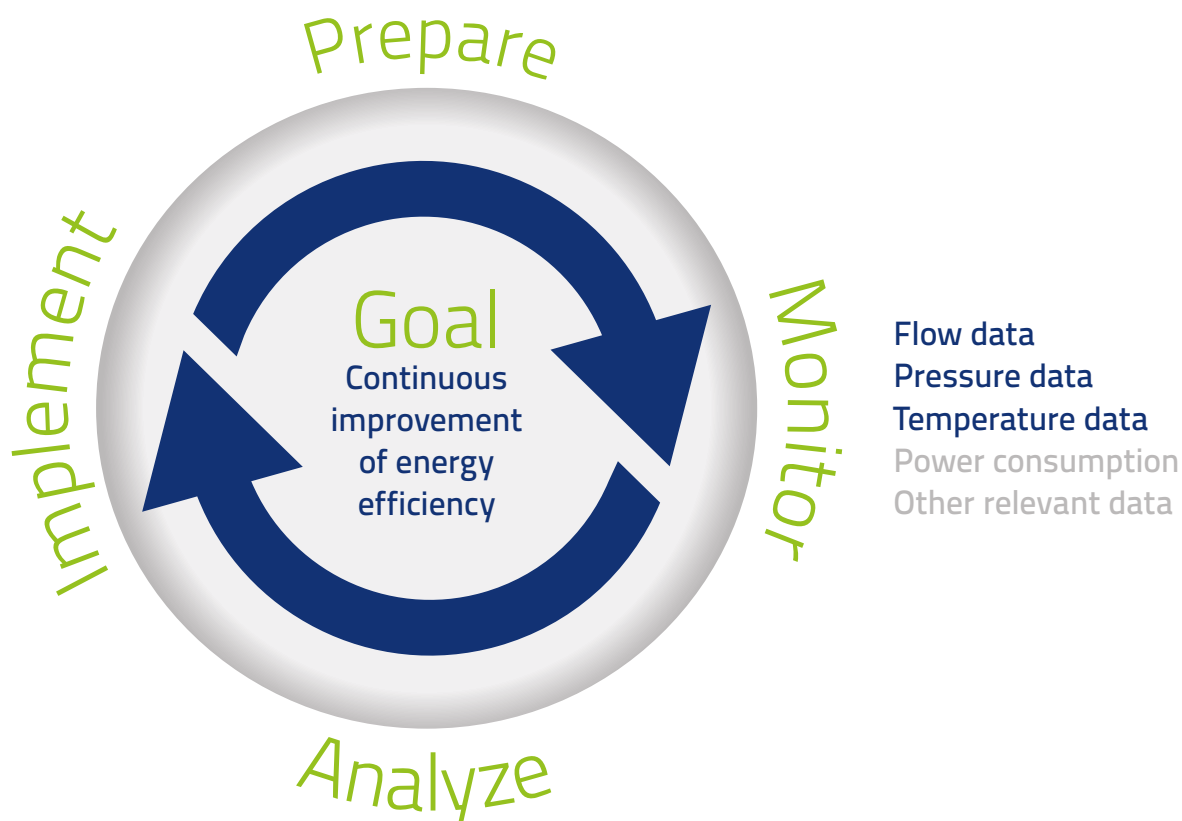 Prepare
Implement
Goal
Continuous
improvement
of energy
efficiency
Monitor
Flow data
Pressure data
Temperature data
Power consumption
Other relevant data
Analyze